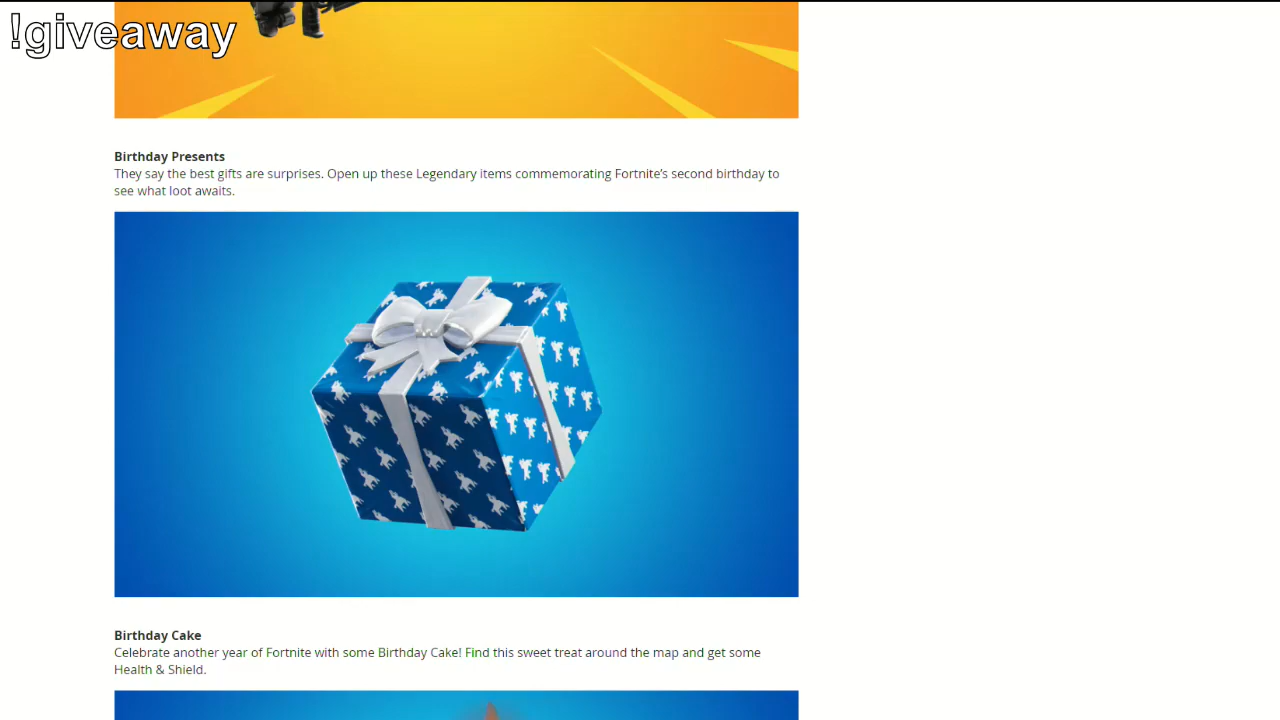 !giveaway
Birthday Presents
They say the best gifts are surprises. Open up these Legendary items commemorating Fortnite’s second birthday to
see what loot awaits.
Birthday Cake
Celebrate another year of Fortnite with some Birthday Cake! Find this sweet treat around the map and get some
Health & Shield.